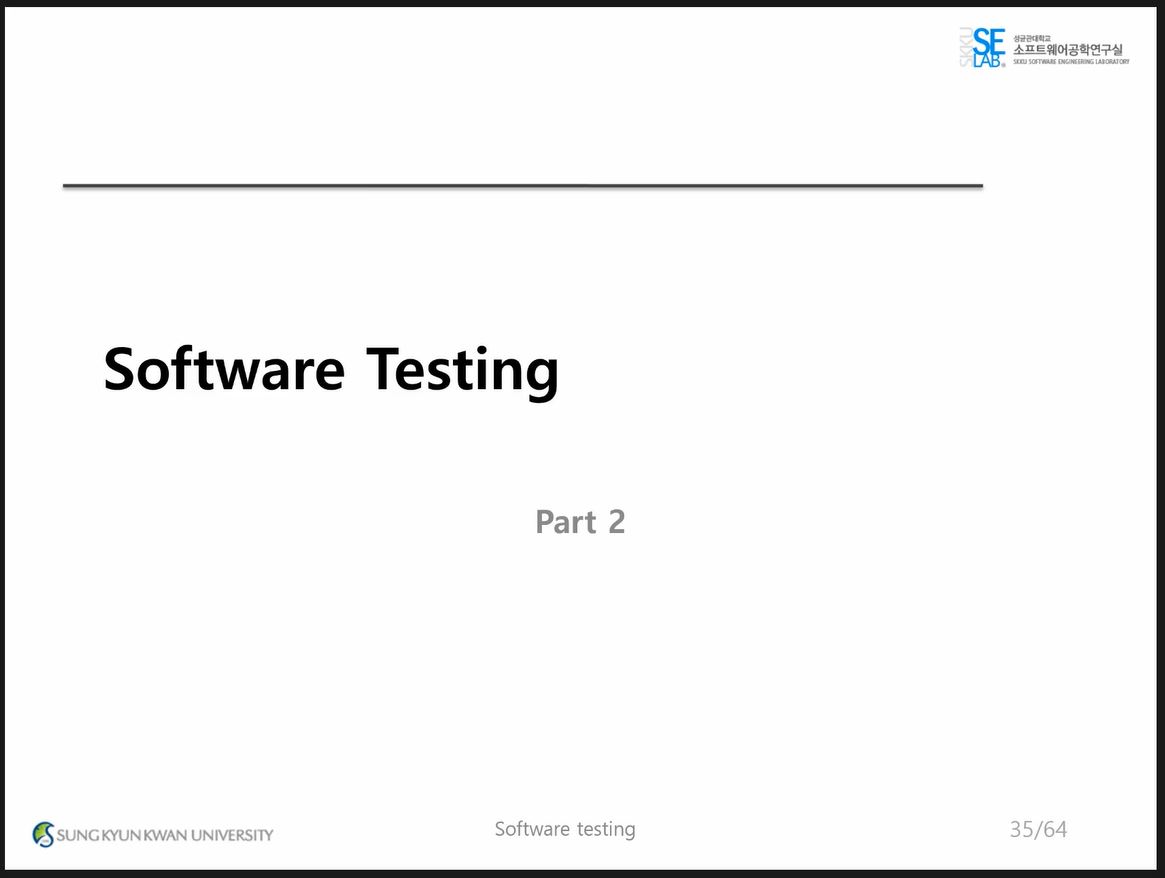 SKKU
SE
LAB.
성균관대학교
소프트웨어공학연구실
SKKU SOFTWARE ENGINEERING LABORATORY
Software Testing
Part 2
SUNG KYUN KWAN UNIVERSITY
Software testing
35/64